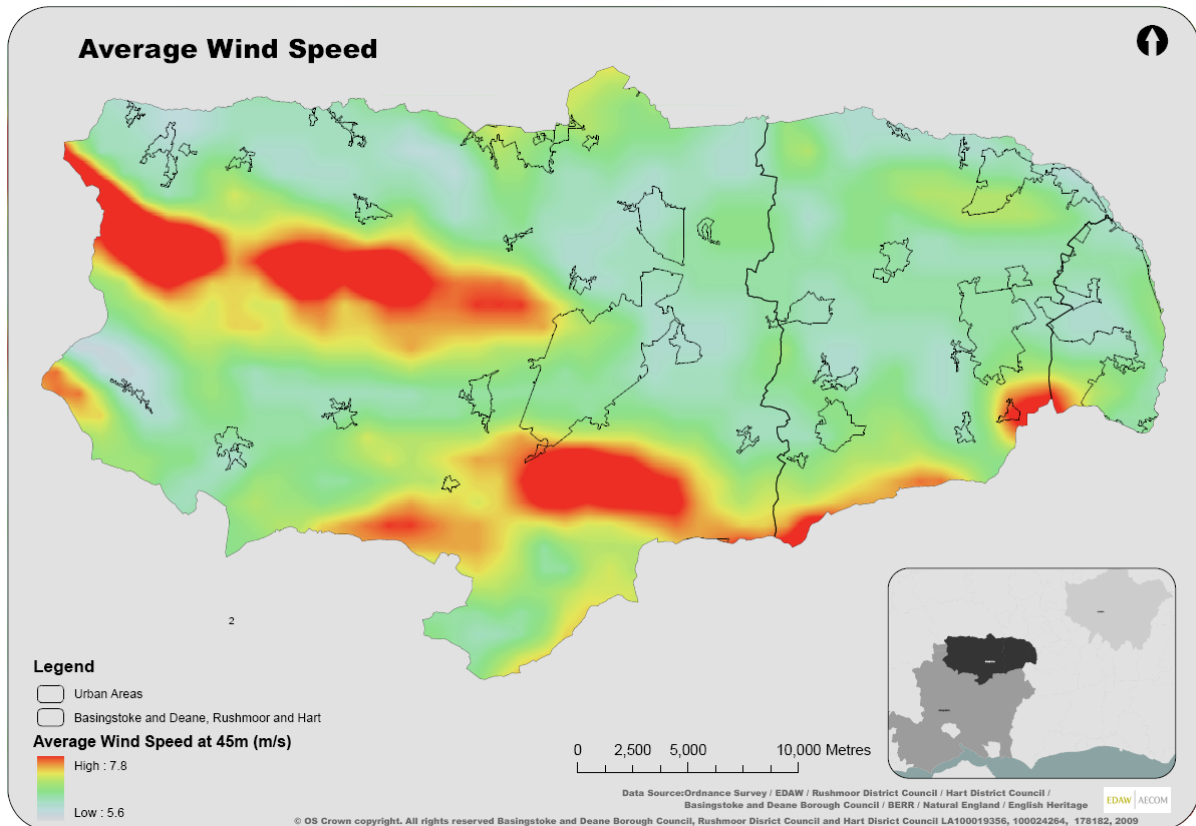 Average Wind Speed
2
Legend
Urban Areas
Basingstoke and Deane, Rushmoor and Hart
Average Wind Speed at 45m (m/s)
High : 7.8
Low : 5.6
0 2,500 5,000 10,000 Metres
Data Source:Ordnance Survey / EDAW / Rushmoor District Council / Hart District Council /
Basingstoke and Deane Borough Council / BERR / Natural England / English Heritage
EDAW AECOM
© OS Crown copyright. All rights reserved Basingstoke and Deane Borough Council, Rushmoor Disrict Council and Hart Disrict Council LA100019356, 100024264, 178182, 2009